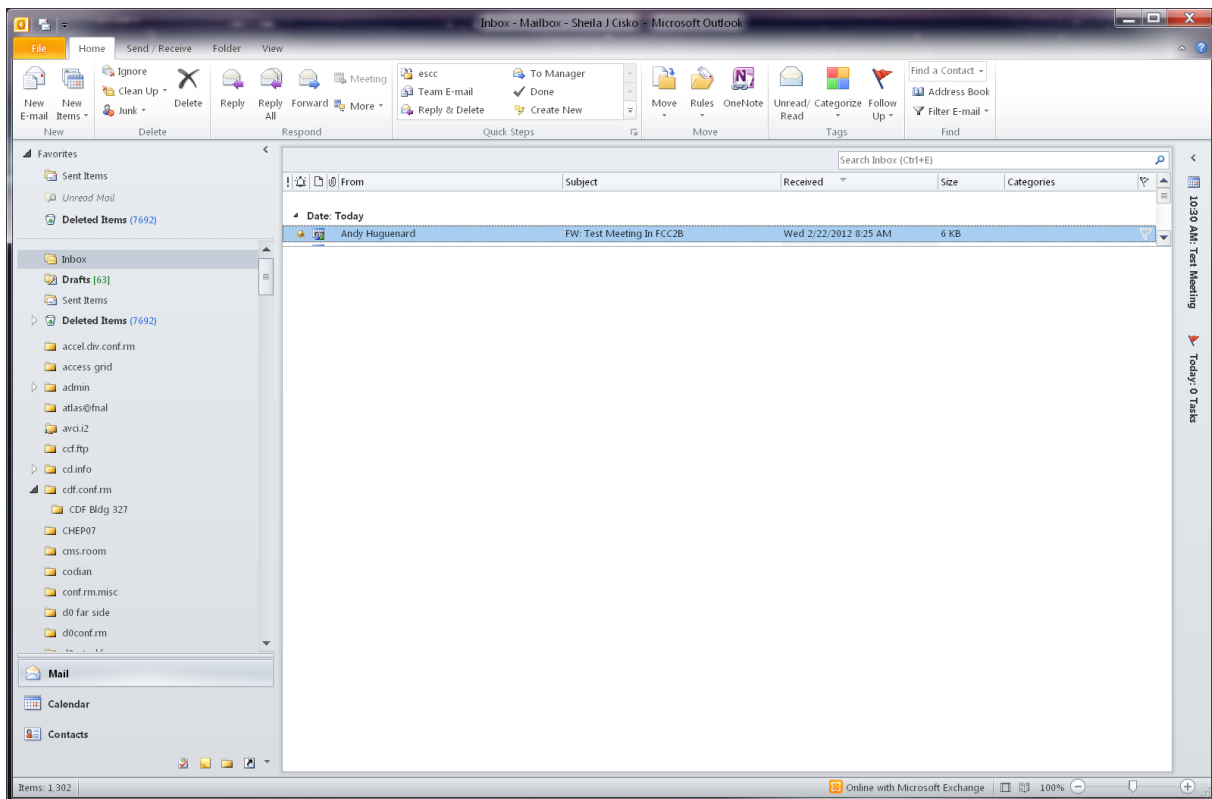 Inbox - Mailbox - Sheila J Cisko - Microsoft Outlook
File Home Send / Receive Folder View
New E-mail
New Items
New
Ignore
Clean Up
Junk
Delete
Delete
Reply
Reply All
Forward
Meeting
More
Respond
escc
Team E-mail
Reply & Delete
To Manager
Done
Create New
Quick Steps
Move
Rules
OneNote
Move
Unread/ Read
Categorize
Follow Up
Tags
Find a Contact
Address Book
Filter E-mail
Find
Favorites
Sent Items
Unread Mail
Deleted Items (7692)
Inbox
Drafts [63]
Sent Items
Deleted Items (7692)
accel.div.conf.rm
access grid
admin
atlas@fnal
avci.i2
ccf.ftp
cd.info
cdf.conf.rm
CDF Bldg 327
CHEP07
cms.room
codian
conf.rm.misc
d0 far side
d0conf.rm
Mail
Calendar
Contacts
Search Inbox (Ctrl+E)
From Subject Received Size Categories
Date: Today
Andy Huguenard FW: Test Meeting In FCC2B Wed 2/22/2012 8:25 AM 6 KB
10:30 AM: Test Meeting
Today: 0 Tasks
Items: 1,302
Online with Microsoft Exchange
100%